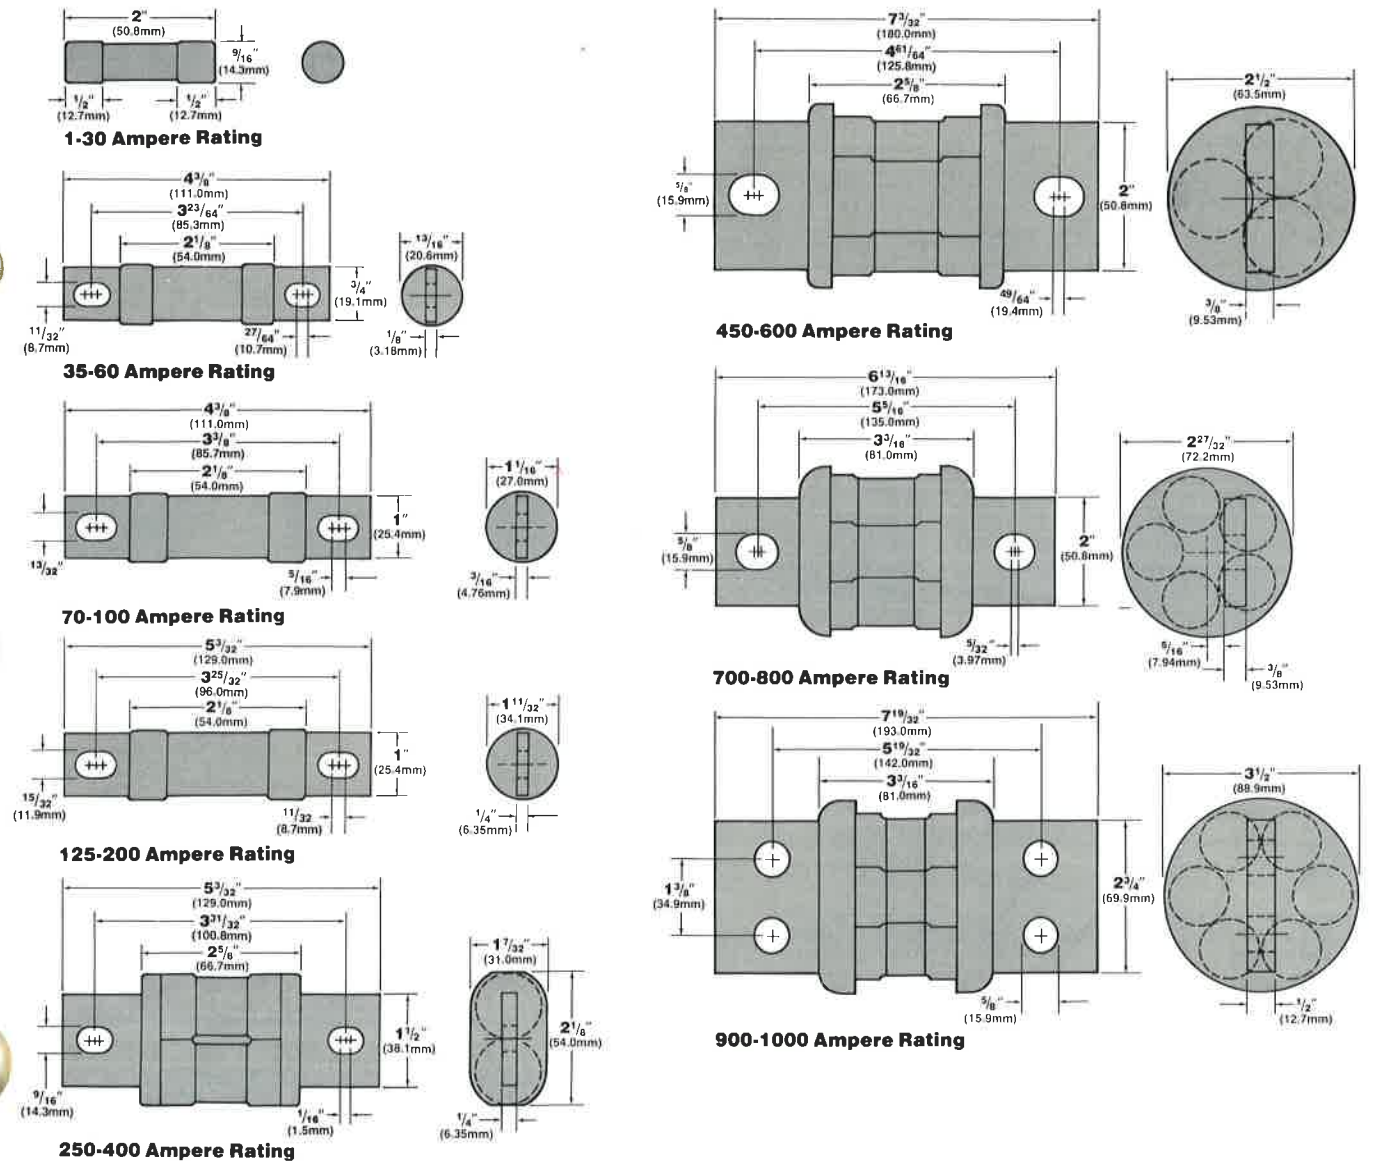 2"
(50.8mm)
9/16"
(14.3mm)
1/2" 1/2"
(12.7mm) (12.7mm)
1-30 Ampere Rating
4 3/8"
(111.0mm)
3 23/64"
(85.3mm)
2 1/8"
(54.0mm)
13/16"
(20.6mm)
3/4"
(19.1mm)
11/32"
(8.7mm)
27/64"
(10.7mm)
1/8"
(3.18mm)
35-60 Ampere Rating
4 3/8"
(111.0mm)
3 3/8"
(85.7mm)
2 1/8"
(54.0mm)
1 1/16"
(27.0mm)
1"
(25.4mm)
13/32"
5/16"
(7.9mm)
3/16"
(4.76mm)
70-100 Ampere Rating
5 3/32"
(129.0mm)
3 25/32"
(96.0mm)
2 1/8"
(54.0mm)
1 11/32"
(34.1mm)
1"
(25.4mm)
15/32"
(11.9mm)
11/32
(8.7mm)
1/4"
(6.35mm)
125-200 Ampere Rating
5 3/32"
(129.0mm)
3 31/32"
(100.8mm)
2 5/8"
(66.7mm)
1 7/32"
(31.0mm)
1 1/2"
(38.1mm)
2 1/8"
(54.0mm)
9/16"
(14.3mm)
1/16"
(1.5mm)
1/4"
(6.35mm)
250-400 Ampere Rating
7 3/32"
(180.0mm)
4 61/64"
(125.8mm)
2 5/8"
(66.7mm)
2 1/2"
(63.5mm)
5/8"
(15.9mm)
2"
(50.8mm)
49/64"
(19.4mm)
3/8"
(9.53mm)
450-600 Ampere Rating
6 13/16"
(173.0mm)
5 5/16"
(135.0mm)
3 3/16"
(81.0mm)
2 27/32"
(72.2mm)
5/8"
(15.9mm)
2"
(50.8mm)
5/32"
(3.97mm)
5/16"
(7.94mm)
3/8"
(9.53mm)
700-800 Ampere Rating
7 19/32"
(193.0mm)
5 19/32"
(142.0mm)
3 3/16"
(81.0mm)
3 1/2"
(88.9mm)
1 3/8"
(34.9mm)
2 3/4"
(69.9mm)
5/8"
(15.9mm)
1/2"
(12.7mm)
900-1000 Ampere Rating